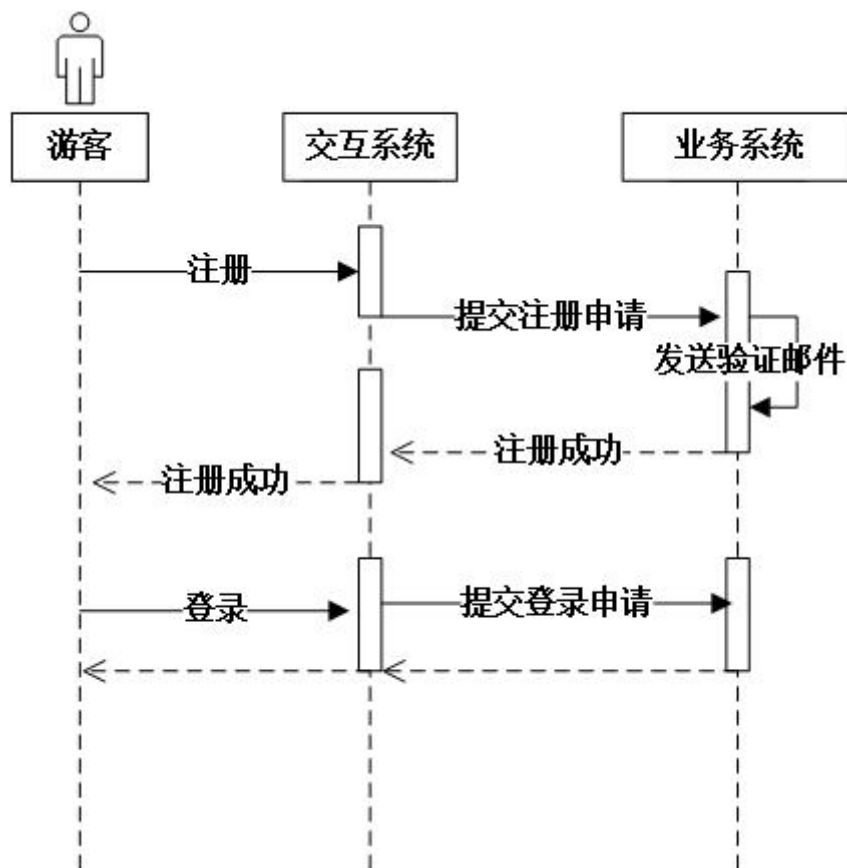 游客
交互系统
业务系统
注册
提交注册申请
发送验证邮件
注册成功
注册成功
登录
提交登录申请